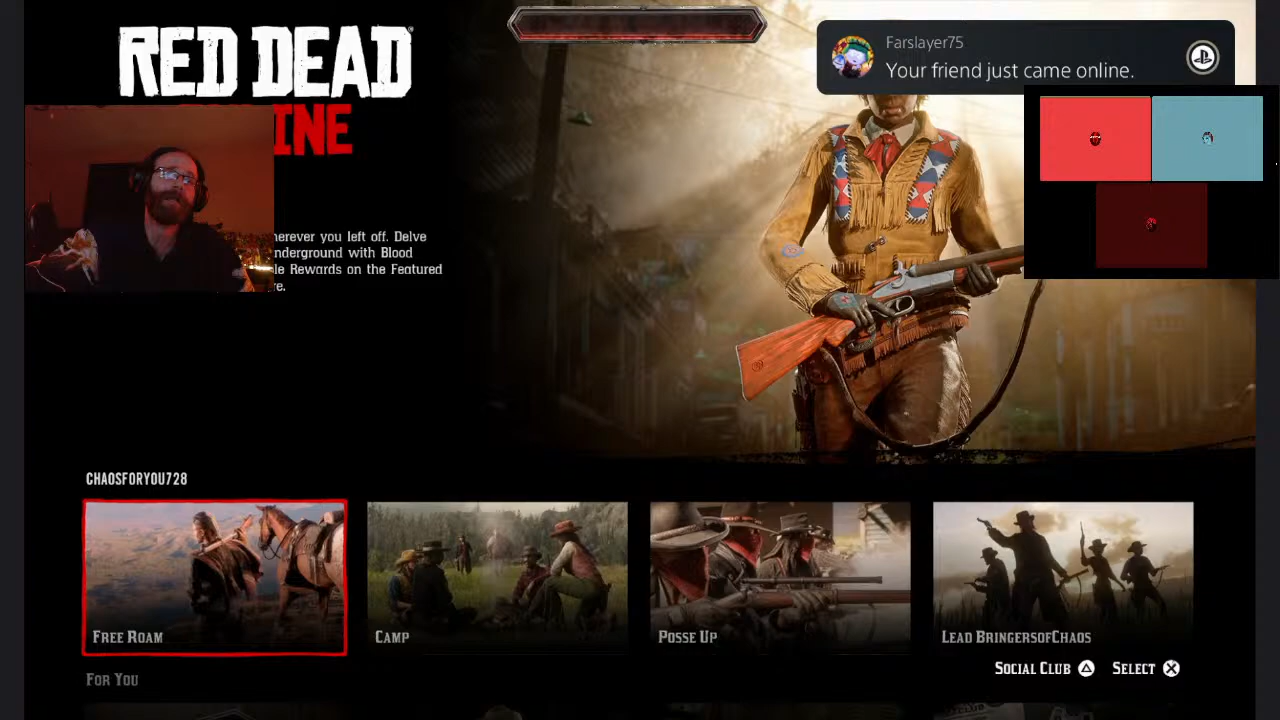 RED DEAD
INE
Farslayer75
Your friend just came online.
herever you left off. Delve
nderground with Blood
le Rewards on the Featured
re.
CHAOSFORYOU728
FREE ROAM
CAMP
POSSE UP
LEAD BRINGERSOFCHAOS
SOCIAL CLUB
SELECT
FOR YOU